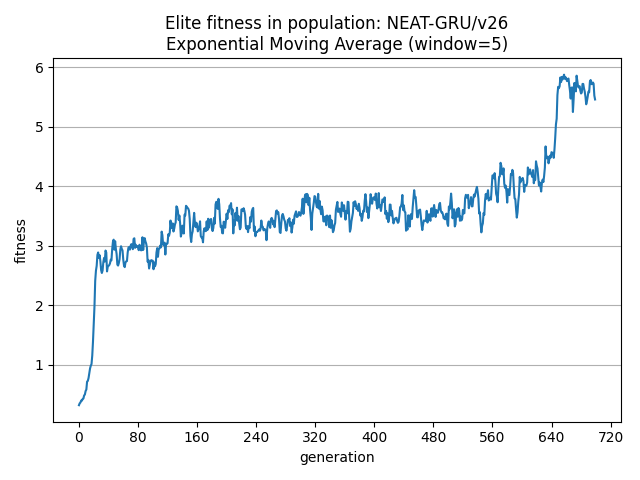 Elite fitness in population: NEAT-GRU/v26
Exponential Moving Average (window=5)
6
5
4
3
2
1
fitness
0 80 160 240 320 400 480 560 640 720
generation